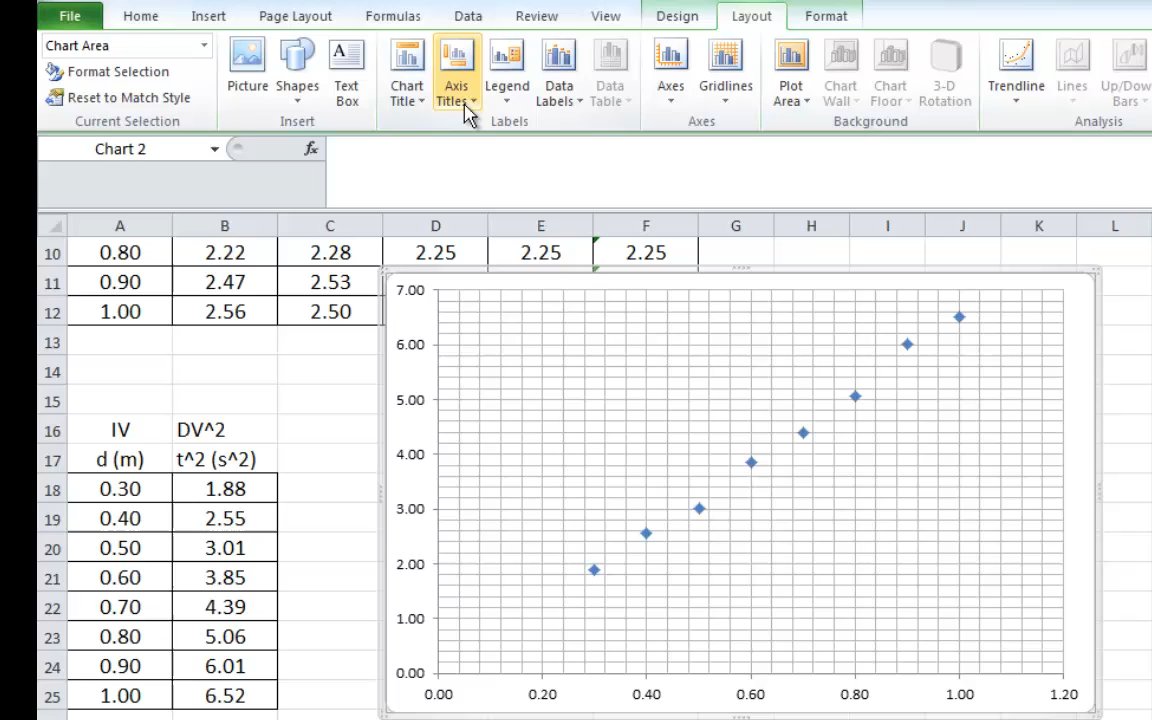 File Home Insert Page Layout Formulas Data Review View Design Layout Format
Chart Area
Format Selection
Reset to Match Style
Current Selection
Picture Shapes Text Box
Insert
Chart Title Axis Titles Legend Data Labels Data Table
Labels
Axes Gridlines
Axes
Plot Area Chart Wall Chart Floor 3-D Rotation
Background
Trendline Lines Up/Down Bars
Analysis
Chart 2 fx
A B C D E F G H I J K L
10 0.80 2.22 2.28 2.25 2.25 2.25
11 0.90 2.47 2.53
12 1.00 2.56 2.50
13
14
15
16 IV DV^2
17 d (m) t^2 (s^2)
18 0.30 1.88
19 0.40 2.55
20 0.50 3.01
21 0.60 3.85
22 0.70 4.39
23 0.80 5.06
24 0.90 6.01
25 1.00 6.52
7.00
6.00
5.00
4.00
3.00
2.00
1.00
0.00
0.00 0.20 0.40 0.60 0.80 1.00 1.20